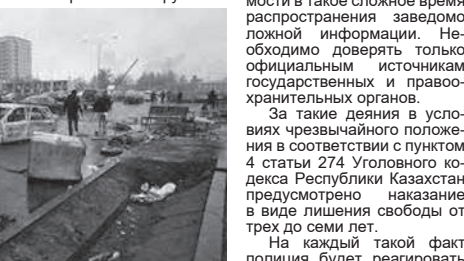 мости в такое сложное время
распространения заведомо
ложной информации. Не-
обходимо доверять только
официальным источникам
государственных и правоо-
хранительных органов.
За такие деяния в усло-
виях чрезвычайного положе-
ния в соответствии с пунктом
4 статьи 274 Уголовного ко-
декса Республики Казахстан
предусмотрено наказание
в виде лишения свободы от
трех до семи лет.
На каждый такой факт
полиция будет реагировать